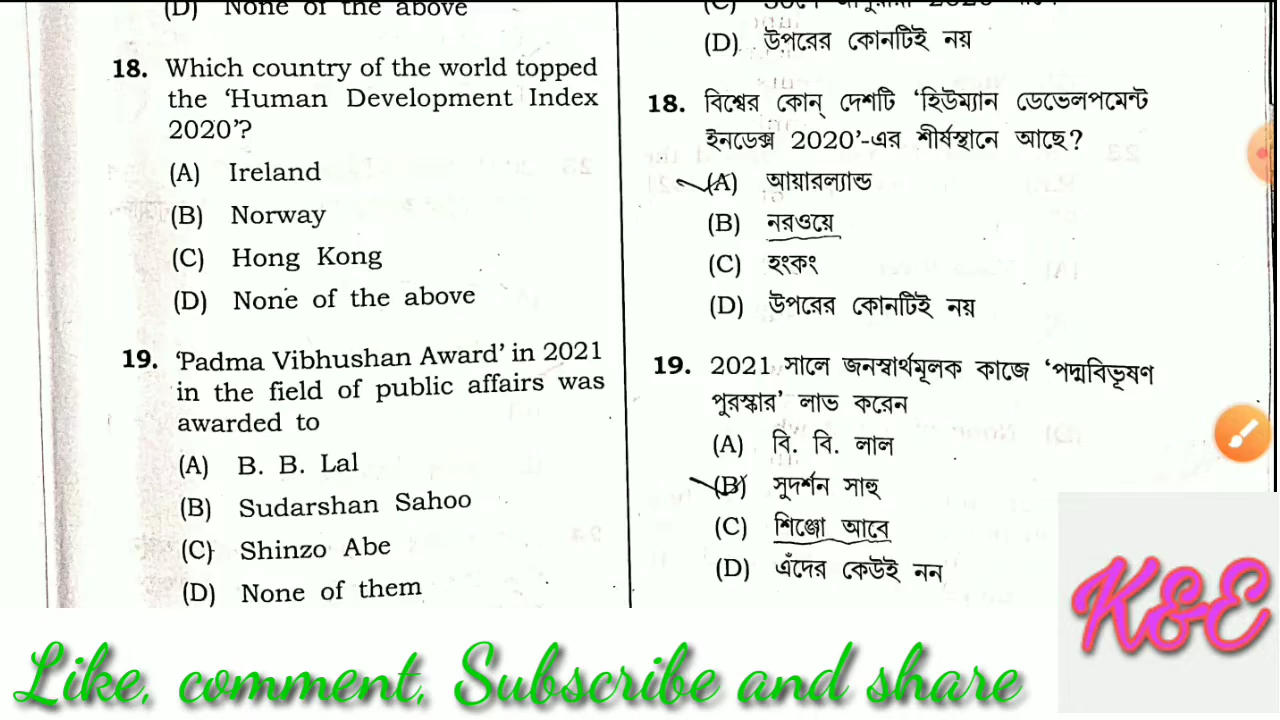 (D) None of the above
18. Which country of the world topped
the ‘Human Development Index
2020’?
(A) Ireland
(B) Norway
(C) Hong Kong
(D) None of the above
19. ‘Padma Vibhushan Award’ in 2021
in the field of public affairs was
awarded to
(A) B. B. Lal
(B) Sudarshan Sahoo
(C) Shinzo Abe
(D) None of them
(D) উপরের কোনটিই নয়
18. বিশ্বের কোন্ দেশটি ‘হিউম্যান ডেভেলপমেন্ট
ইনডেক্স 2020’-এর শীর্ষস্থানে আছে?
(A) আয়ারল্যান্ড
(B) নরওয়ে
(C) হংকং
(D) উপরের কোনটিই নয়
19. 2021 সালে জনস্বার্থমূলক কাজে ‘পদ্মবিভূষণ
পুরস্কার’ লাভ করেন
(A) বি. বি. লাল
(B) সুদর্শন সাহু
(C) শিঞ্জো আবে
(D) এঁদের কেউই নন
K&E
Like, comment, Subscribe and share